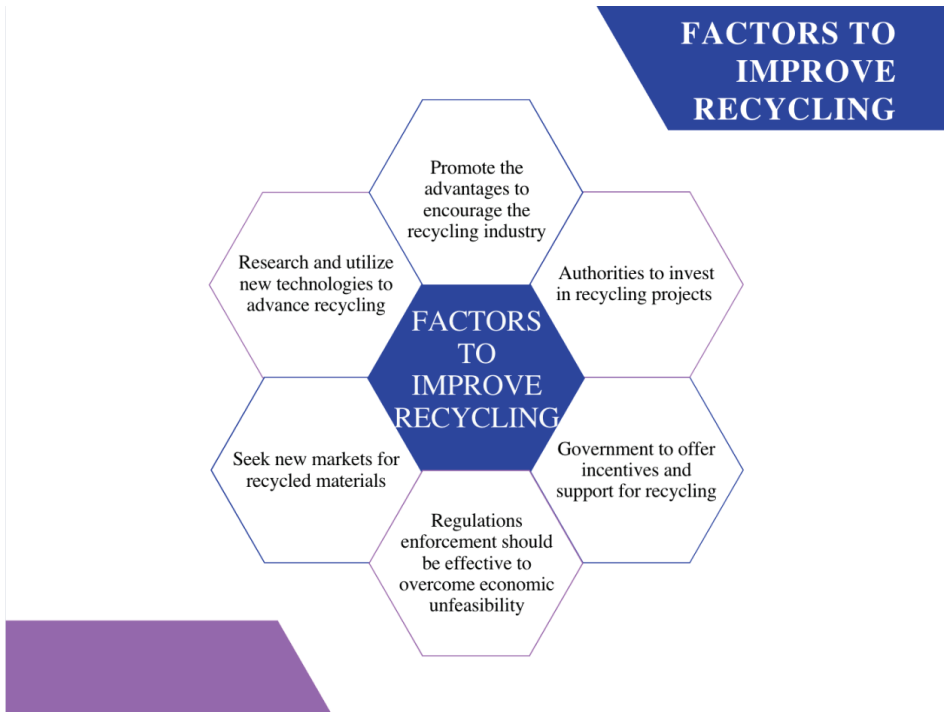 FACTORS TO
IMPROVE
RECYCLING
Promote the
advantages to
encourage the
recycling industry
Authorities to invest
in recycling projects
Government to offer
incentives and
support for recycling
Regulations
enforcement should
be effective to
overcome economic
unfeasibility
Seek new markets for
recycled materials
Research and utilize
new technologies to
advance recycling
FACTORS
TO
IMPROVE
RECYCLING